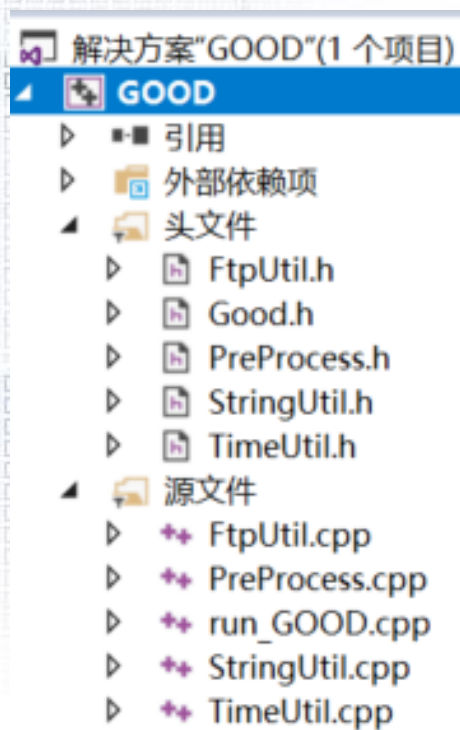 解决方案"GOOD"(1 个项目)
GOOD
引用
外部依赖项
头文件
FtpUtil.h
Good.h
PreProcess.h
StringUtil.h
TimeUtil.h
源文件
FtpUtil.cpp
PreProcess.cpp
run_GOOD.cpp
StringUtil.cpp
TimeUtil.cpp